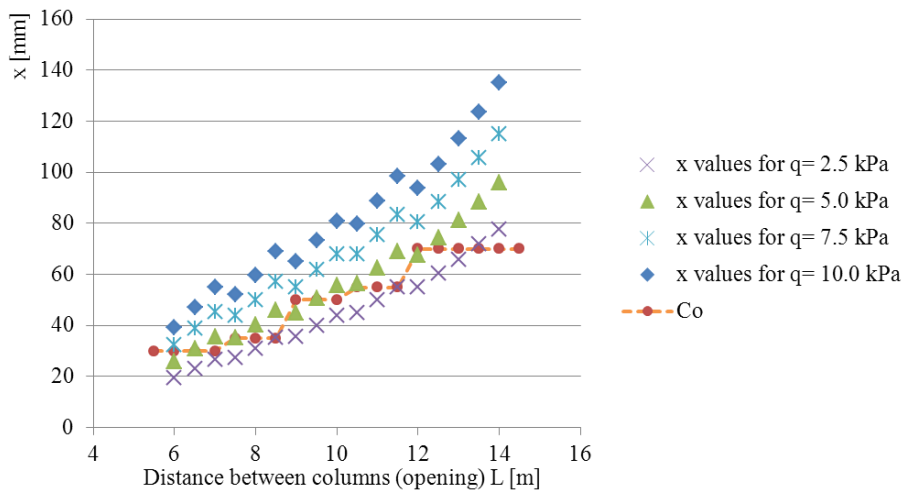 x [mm]
160
140
120
100
80
60
40
20
0
4 6 8 10 12 14 16
Distance between columns (opening) L [m]
x values for q= 2.5 kPa
x values for q= 5.0 kPa
x values for q= 7.5 kPa
x values for q= 10.0 kPa
Co